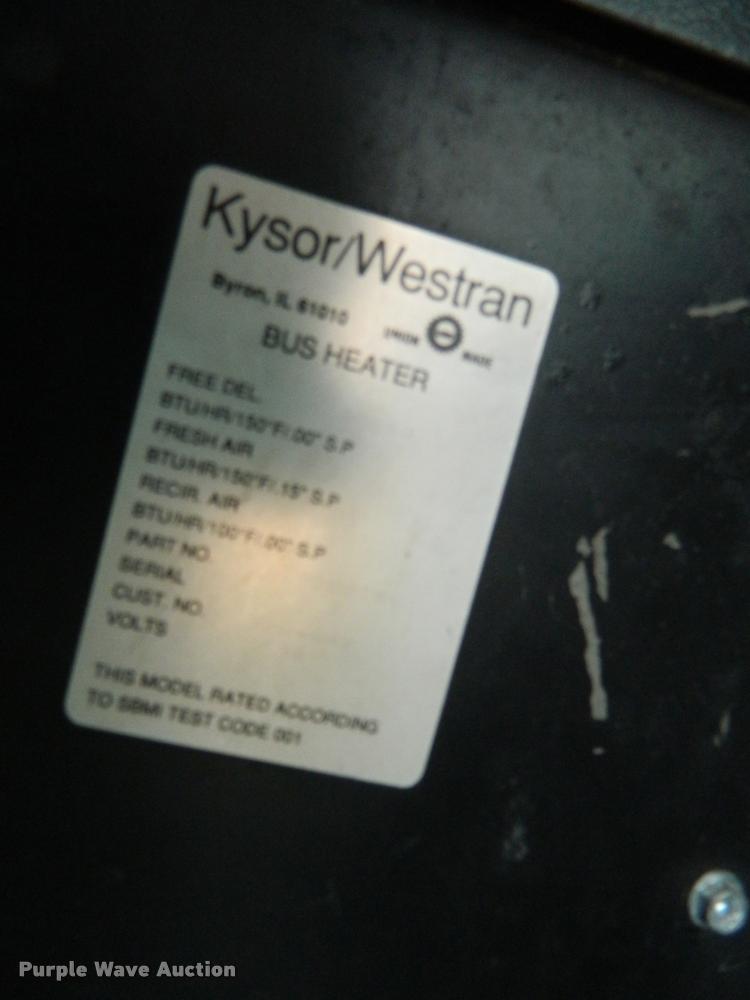 Kysor/Westran
Byron, IL 61010
UNION MADE
BUS HEATER
FREE DEL.
BTU/HR/150°F/.00" S.P
FRESH AIR
BTU/HR/150°F/.15" S.P
RECIR. AIR
BTU/HR/100°F/.00" S.P
PART NO.
SERIAL
CUST. NO.
VOLTS
THIS MODEL RATED ACCORDING
TO SBMI TEST CODE 001
Purple Wave Auction